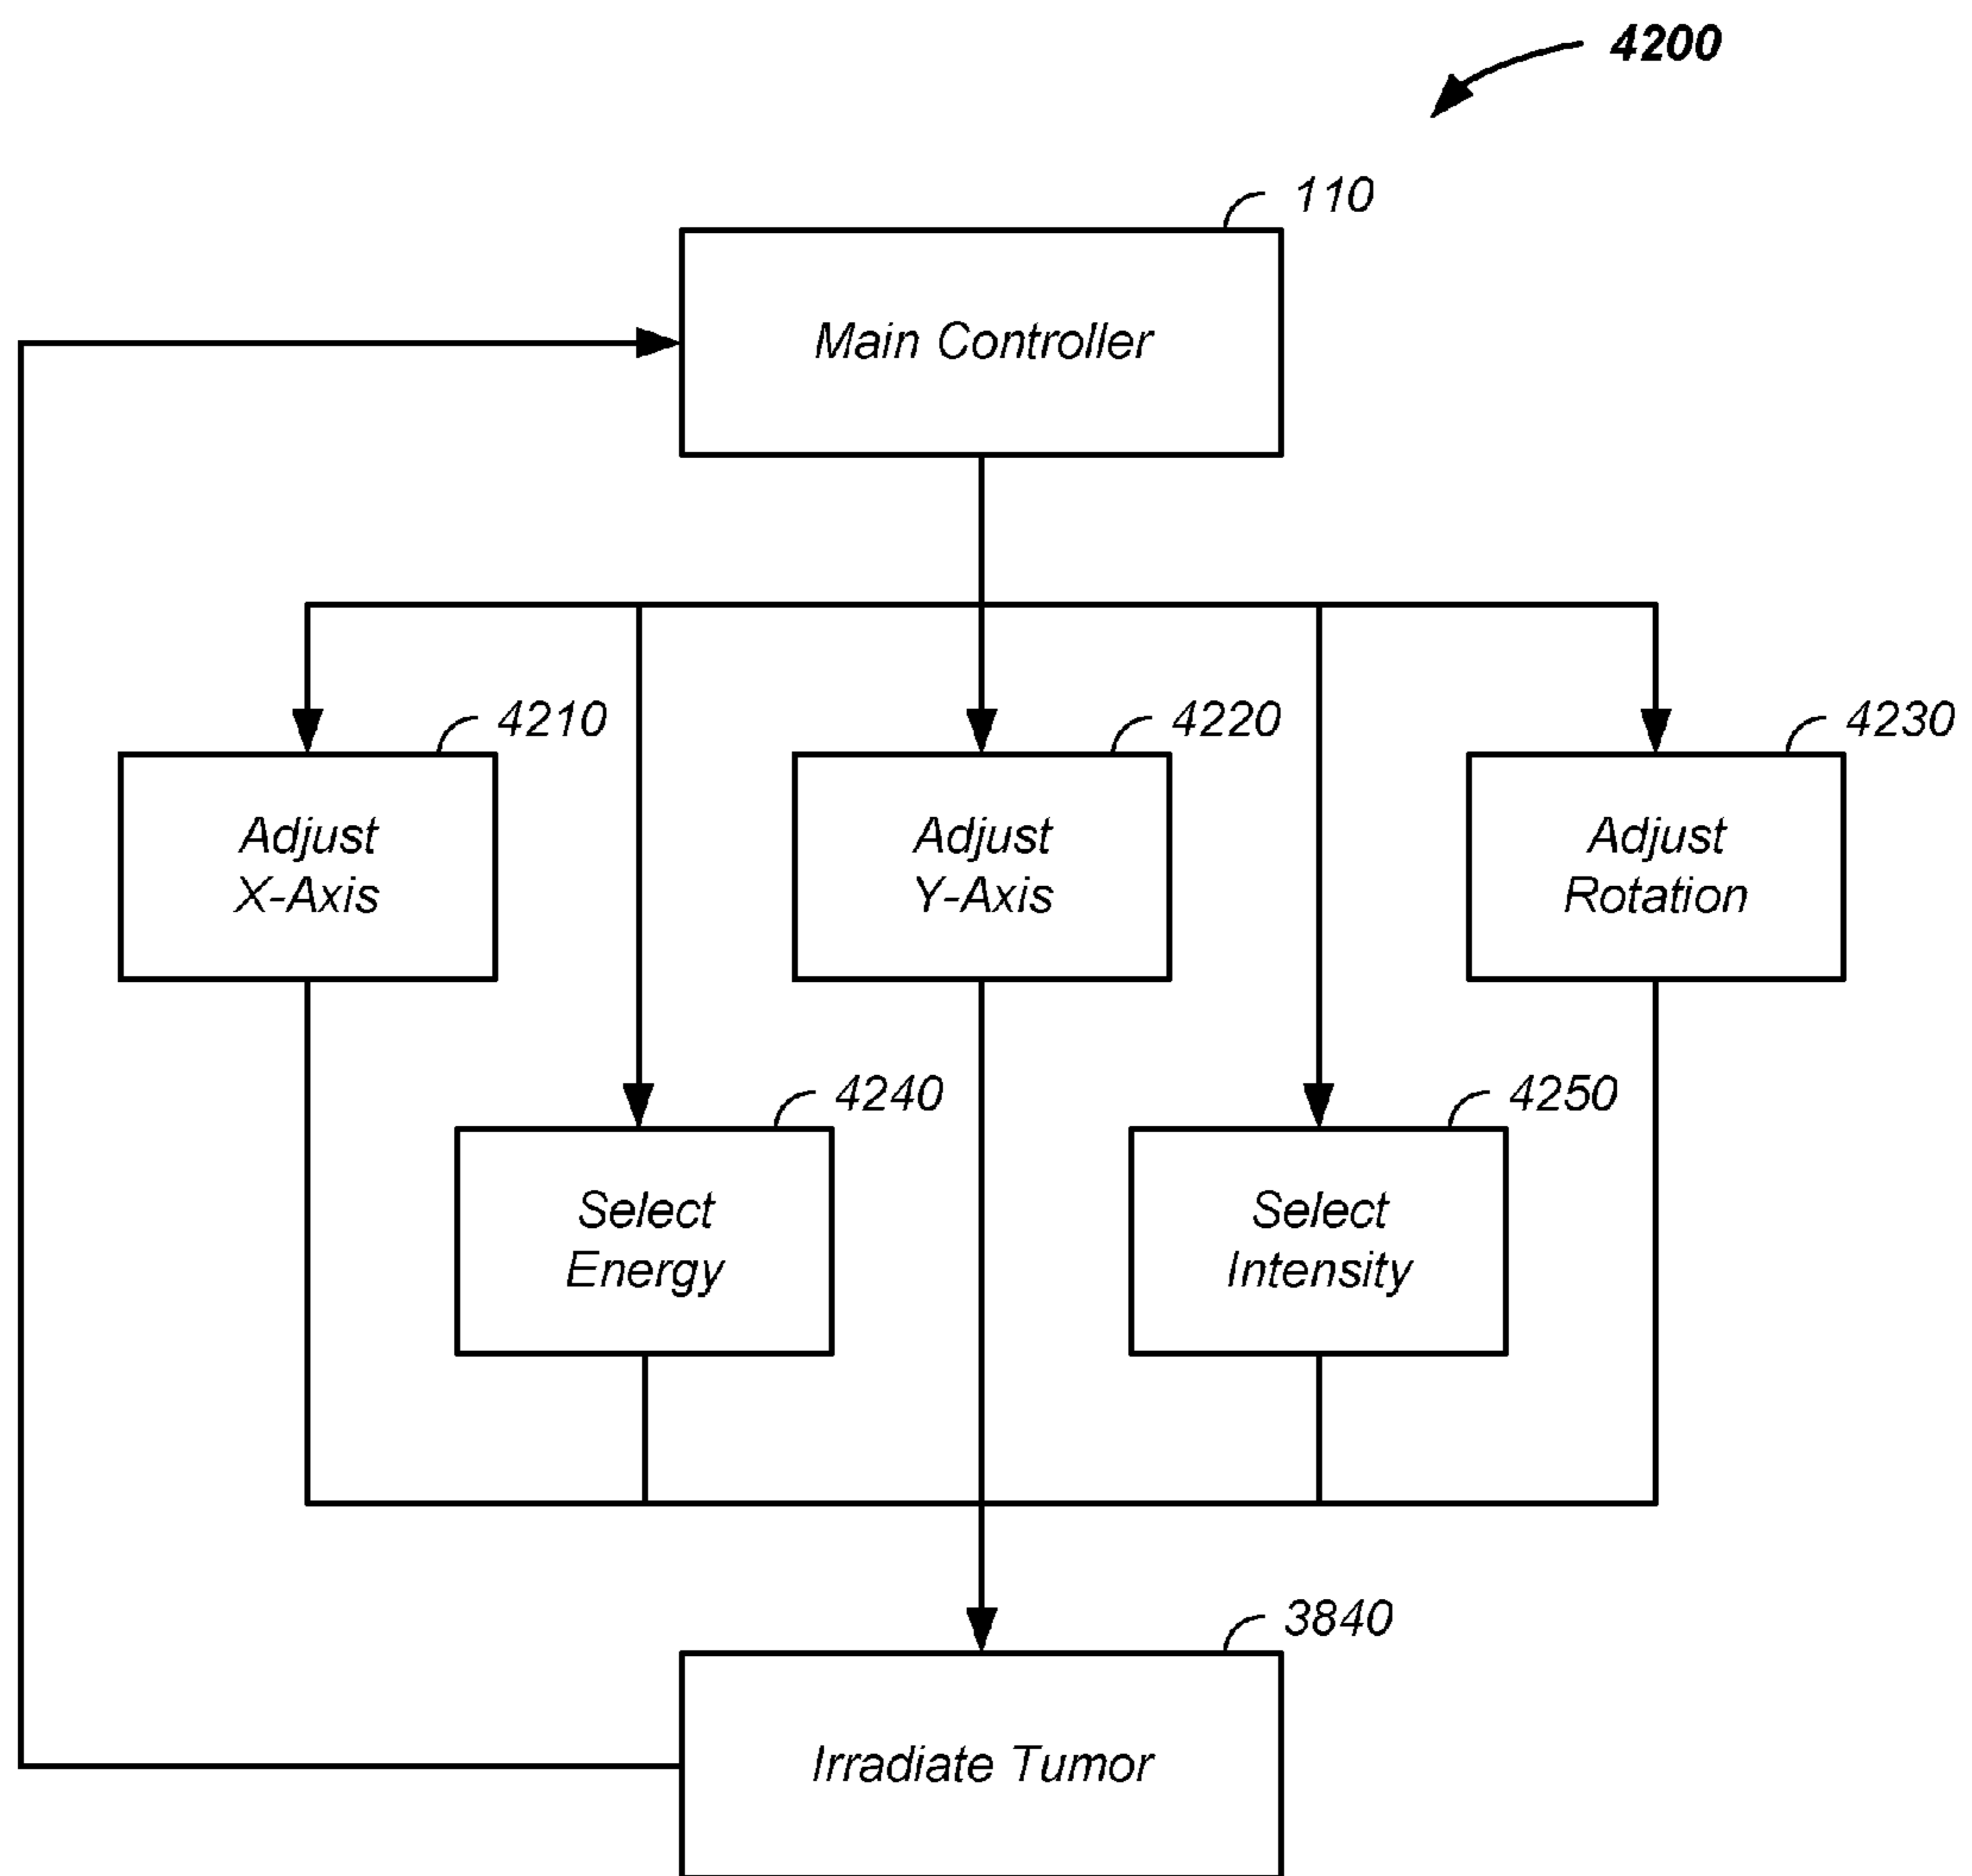 4200
110
Main Controller
4210
4220
4230
Adjust
X-Axis
Adjust
Y-Axis
Adjust
Rotation
4240
4250
Select
Energy
Select
Intensity
3840
Irradiate Tumor